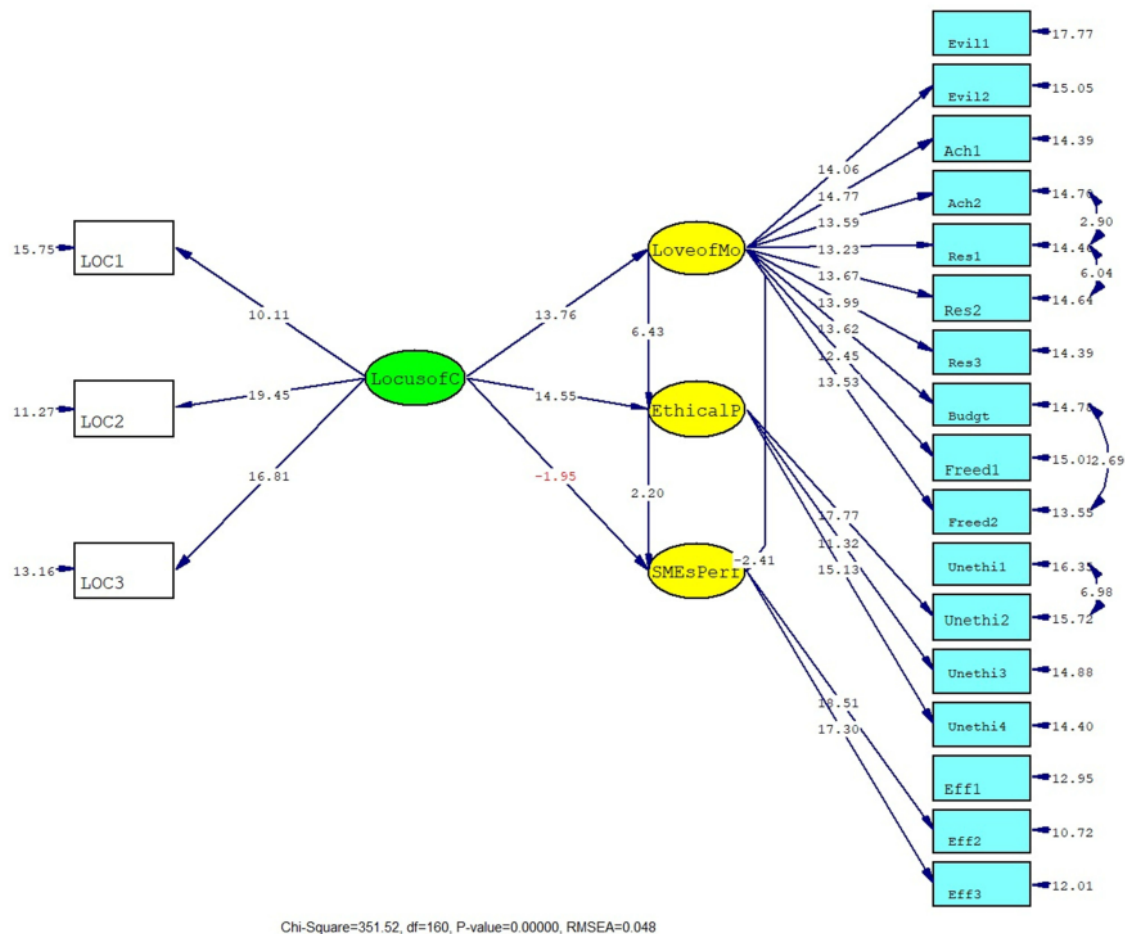 Evil1
17.77
Evil2
15.05
Ach1
14.39
Ach2
Res1
2.90
Res2
14.64
6.04
Res3
14.39
Budgt
Freed1
2.69
Freed2
13.55
Unethi1
Unethi2
15.72
6.98
Unethi3
14.88
Unethi4
14.40
Eff1
12.95
Eff2
10.72
Eff3
12.01
14.06
14.77
13.59
13.23
13.67
13.99
13.62
12.45
13.53
17.77
11.32
15.13
17.30
LoveofMo
6.43
EthicalP
2.20
SMEsPerr
-2.41
13.76
14.55
-1.95
LocusofC
10.11
19.45
16.81
15.75
LOC1
11.27
LOC2
13.16
LOC3
Chi-Square=351.52, df=160, P-value=0.00000, RMSEA=0.048